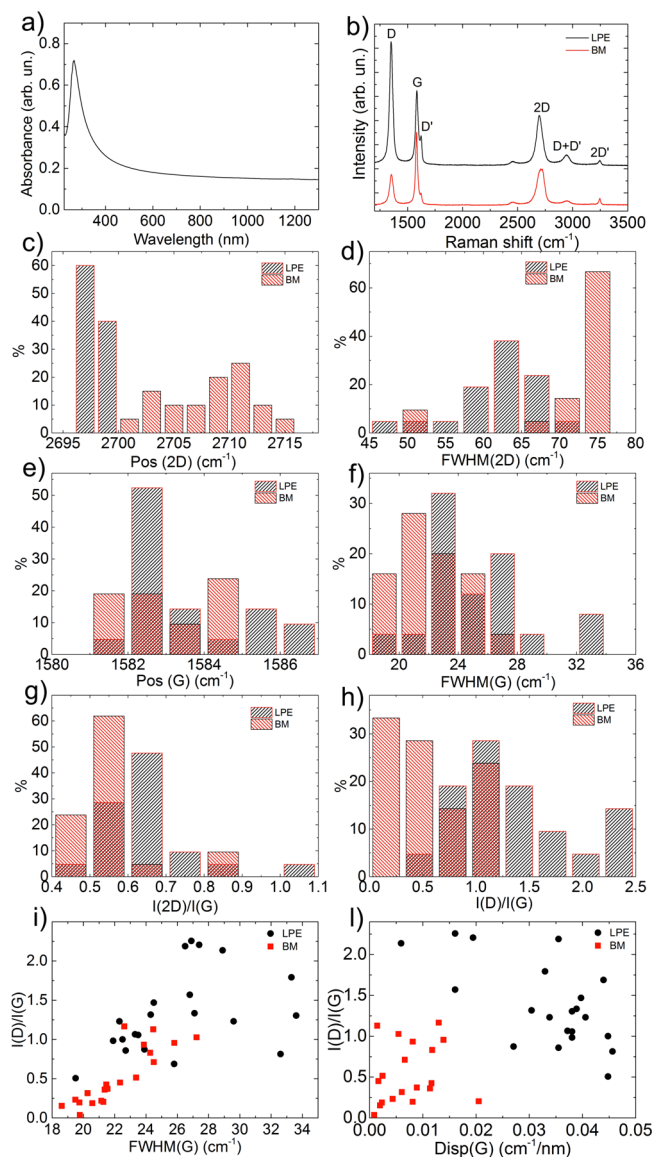 a)
0.8
0.6
0.4
0.2
0.0
Absorbance (arb. un.)
400 600 800 1000 1200
Wavelength (nm)
b)
D
G
D'
2D
D+D'
2D'
LPE
BM
Intensity (arb. un.)
1500 2000 2500 3000 3500
Raman shift (cm-1)
c)
60
50
40
30
20
10
0
%
LPE
BM
2695 2700 2705 2710 2715
Pos (2D) (cm-1)
d)
70
60
50
40
30
20
10
0
%
LPE
BM
45 50 55 60 65 70 75 80
FWHM(2D) (cm-1)
e)
50
40
30
20
10
0
%
LPE
BM
1580 1582 1584 1586
Pos (G) (cm-1)
f)
30
20
10
0
%
LPE
BM
20 24 28 32 36
FWHM(G) (cm-1)
g)
60
50
40
30
20
10
0
%
LPE
BM
0.4 0.5 0.6 0.7 0.8 0.9 1.0 1.1
I(2D)/I(G)
h)
40
30
20
10
0
%
LPE
BM
0.0 0.5 1.0 1.5 2.0 2.5
I(D)/I(G)
i)
2.0
1.5
1.0
0.5
0.0
I(D)/I(G)
LPE
BM
18 20 22 24 26 28 30 32 34
FWHM(G) (cm-1)
l)
2.0
1.5
1.0
0.5
0.0
I(D)/I(G)
LPE
BM
0.00 0.01 0.02 0.03 0.04 0.05
Disp(G) (cm-1/nm)